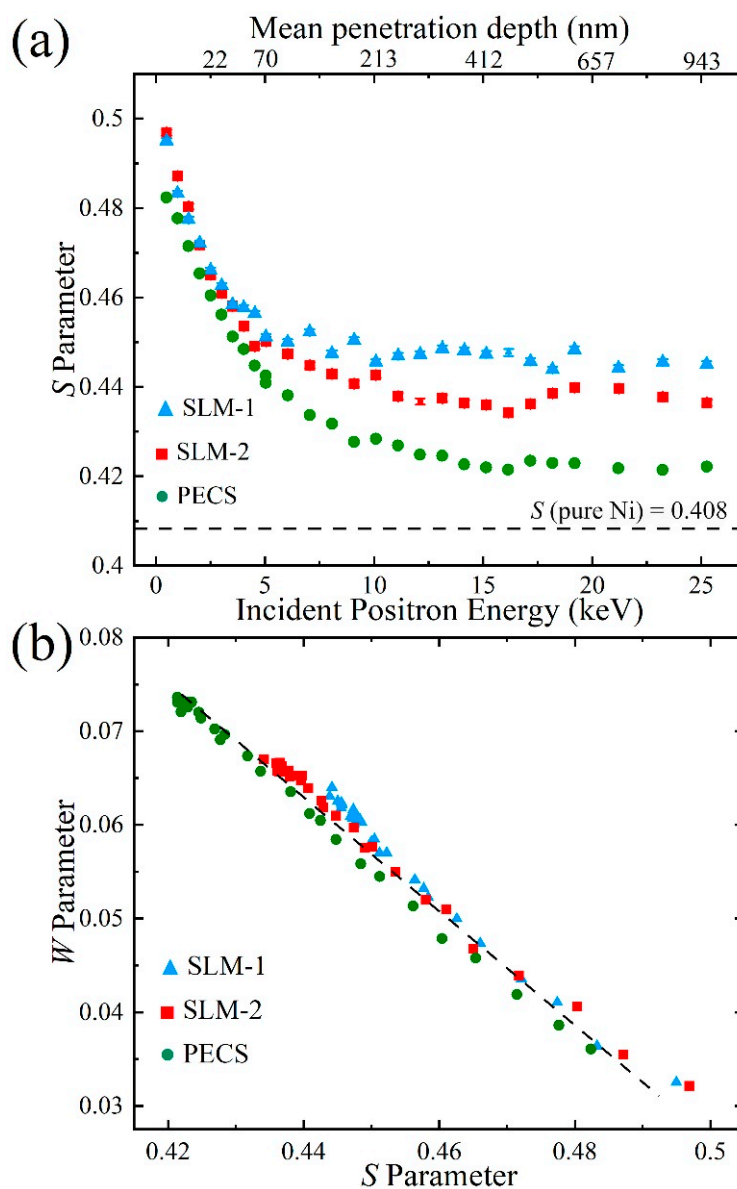 (a)
Mean penetration depth (nm)
22 70 213 412 657 943
0.5
0.48
0.46
0.44
0.42
0.4
S Parameter
SLM-1
SLM-2
PECS
S (pure Ni) = 0.408
0 5 10 15 20 25
Incident Positron Energy (keV)
(b)
0.08
0.07
0.06
0.05
0.04
0.03
W Parameter
SLM-1
SLM-2
PECS
0.42 0.44 0.46 0.48 0.5
S Parameter